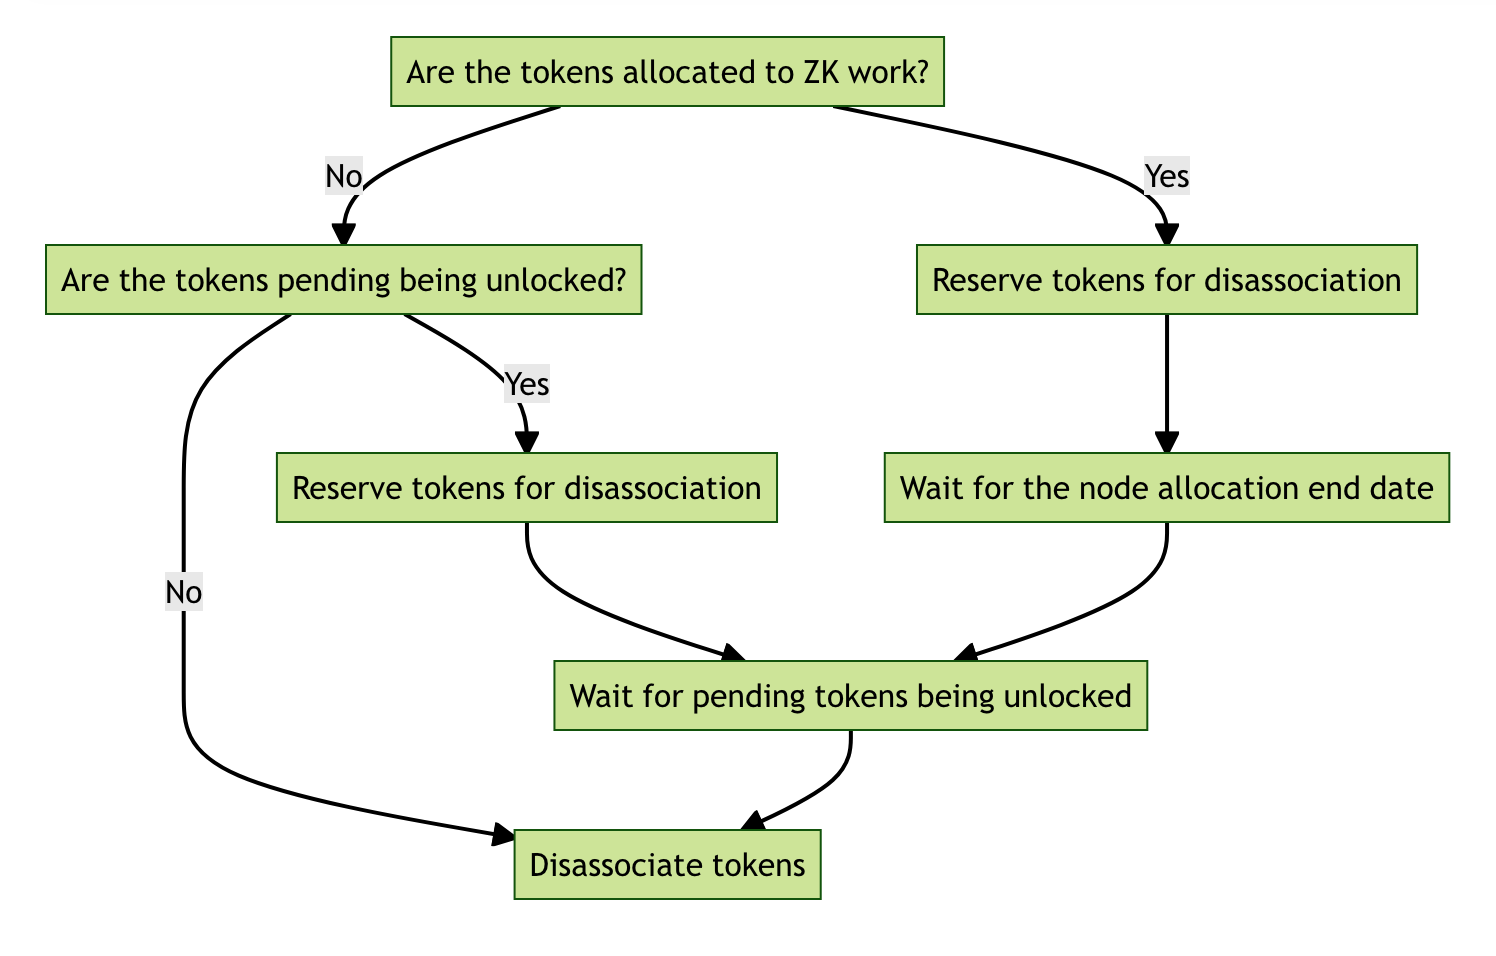 Are the tokens allocated to ZK work?
No
Yes
Are the tokens pending being unlocked?
Reserve tokens for disassociation
Yes
Reserve tokens for disassociation
Wait for the node allocation end date
No
Wait for pending tokens being unlocked
Disassociate tokens